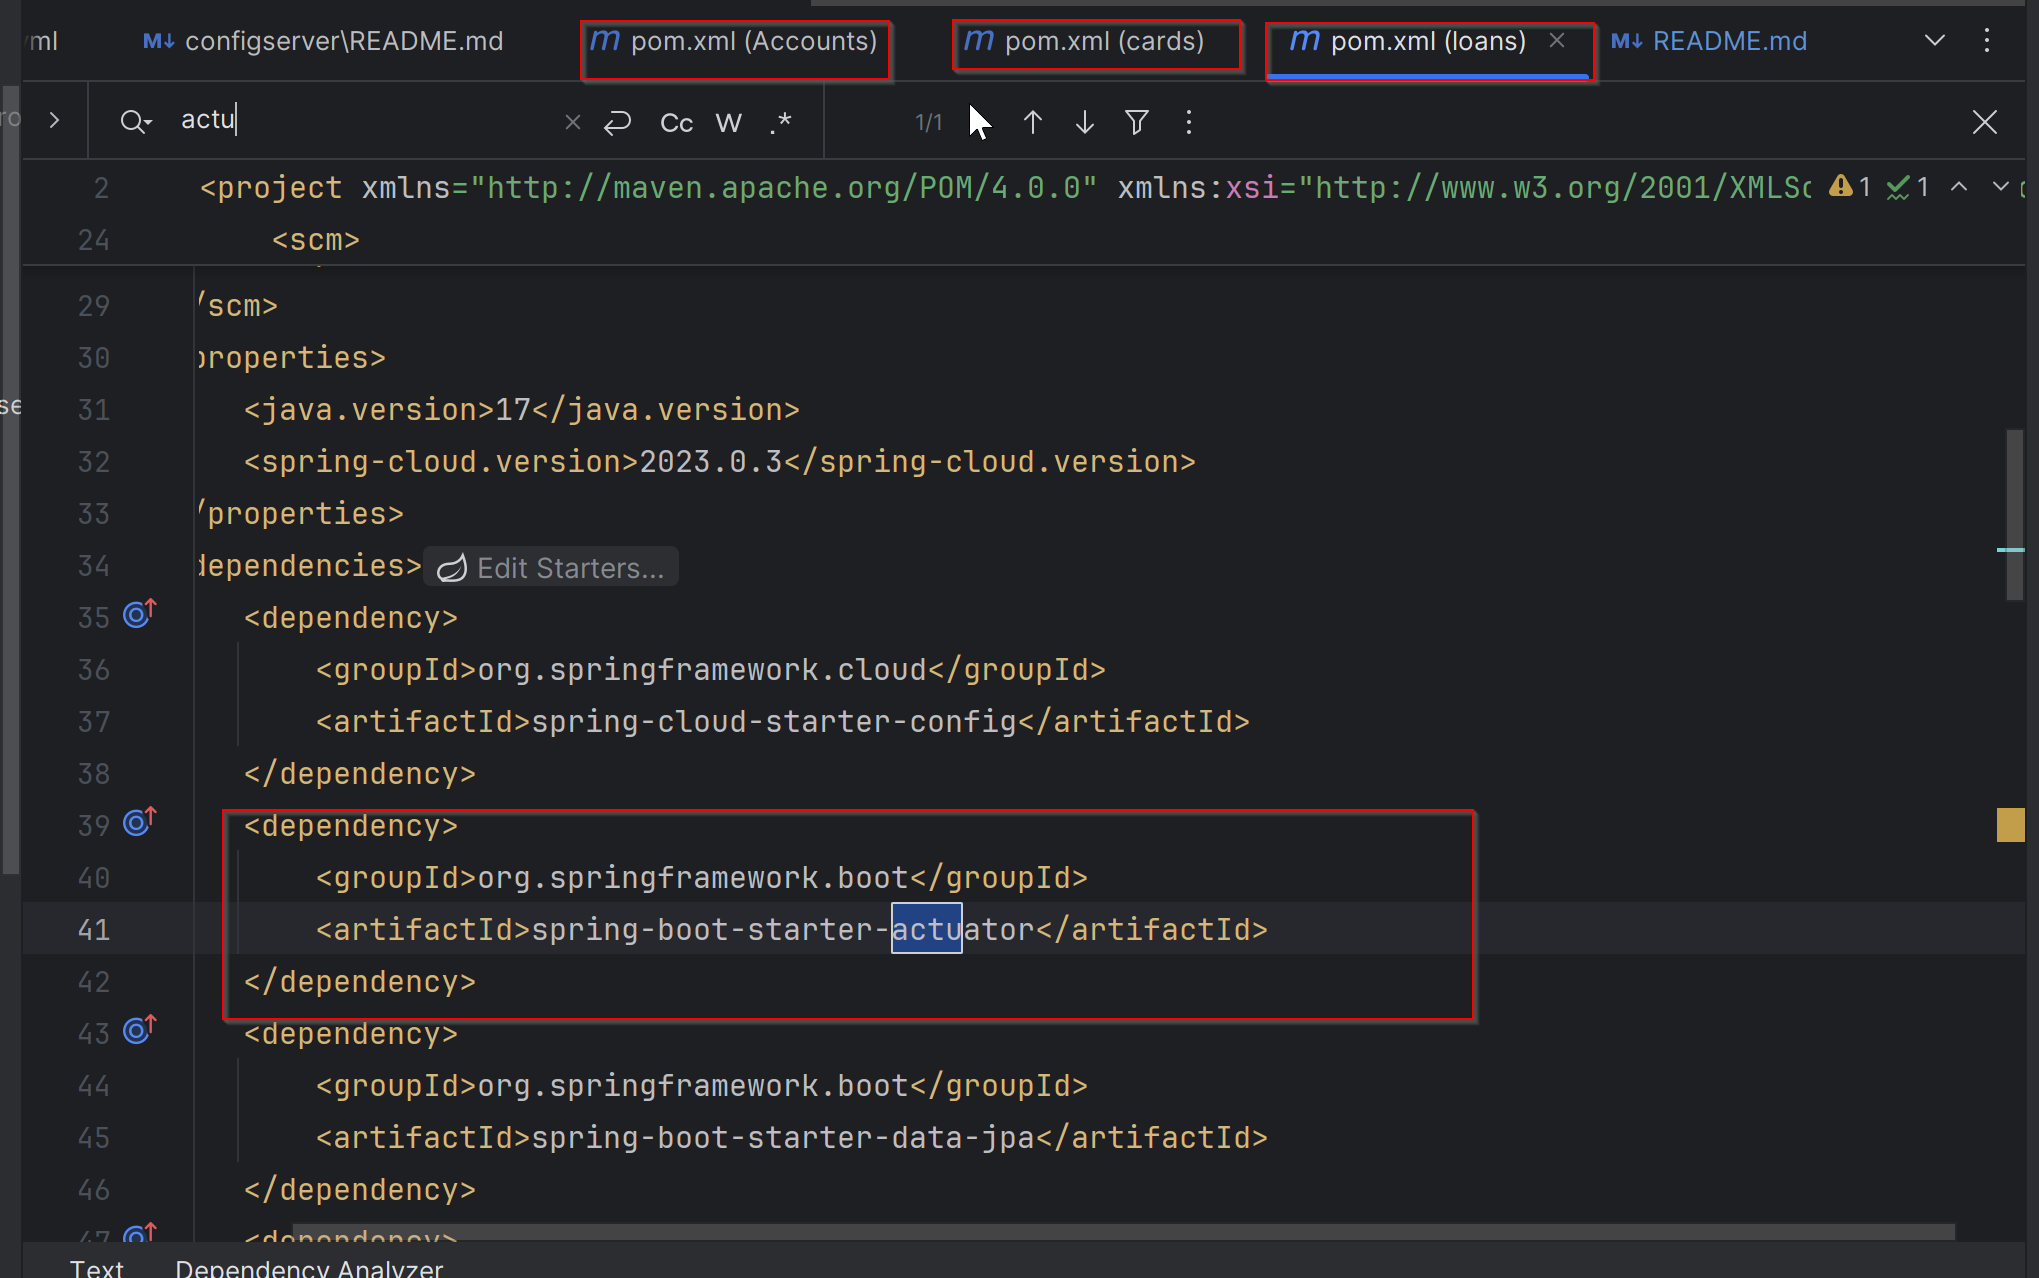 ml M↓ configserver\README.md m pom.xml (Accounts) m pom.xml (cards) m pom.xml (loans) M↓ README.md
actu Cc W .* 1/1
2 <project xmlns="http://maven.apache.org/POM/4.0.0" xmlns:xsi="http://www.w3.org/2001/XMLSc 1 1
24 <scm>
29 /scm>
30 properties>
se
31 <java.version>17</java.version>
32 <spring-cloud.version>2023.0.3</spring-cloud.version>
33 /properties>
34 dependencies> Edit Starters...
35 <dependency>
36 <groupId>org.springframework.cloud</groupId>
37 <artifactId>spring-cloud-starter-config</artifactId>
38 </dependency>
39 <dependency>
40 <groupId>org.springframework.boot</groupId>
41 <artifactId>spring-boot-starter-actuator</artifactId>
42 </dependency>
43 <dependency>
44 <groupId>org.springframework.boot</groupId>
45 <artifactId>spring-boot-starter-data-jpa</artifactId>
46 </dependency>
47 <dependency>
Text Dependency Analyzer